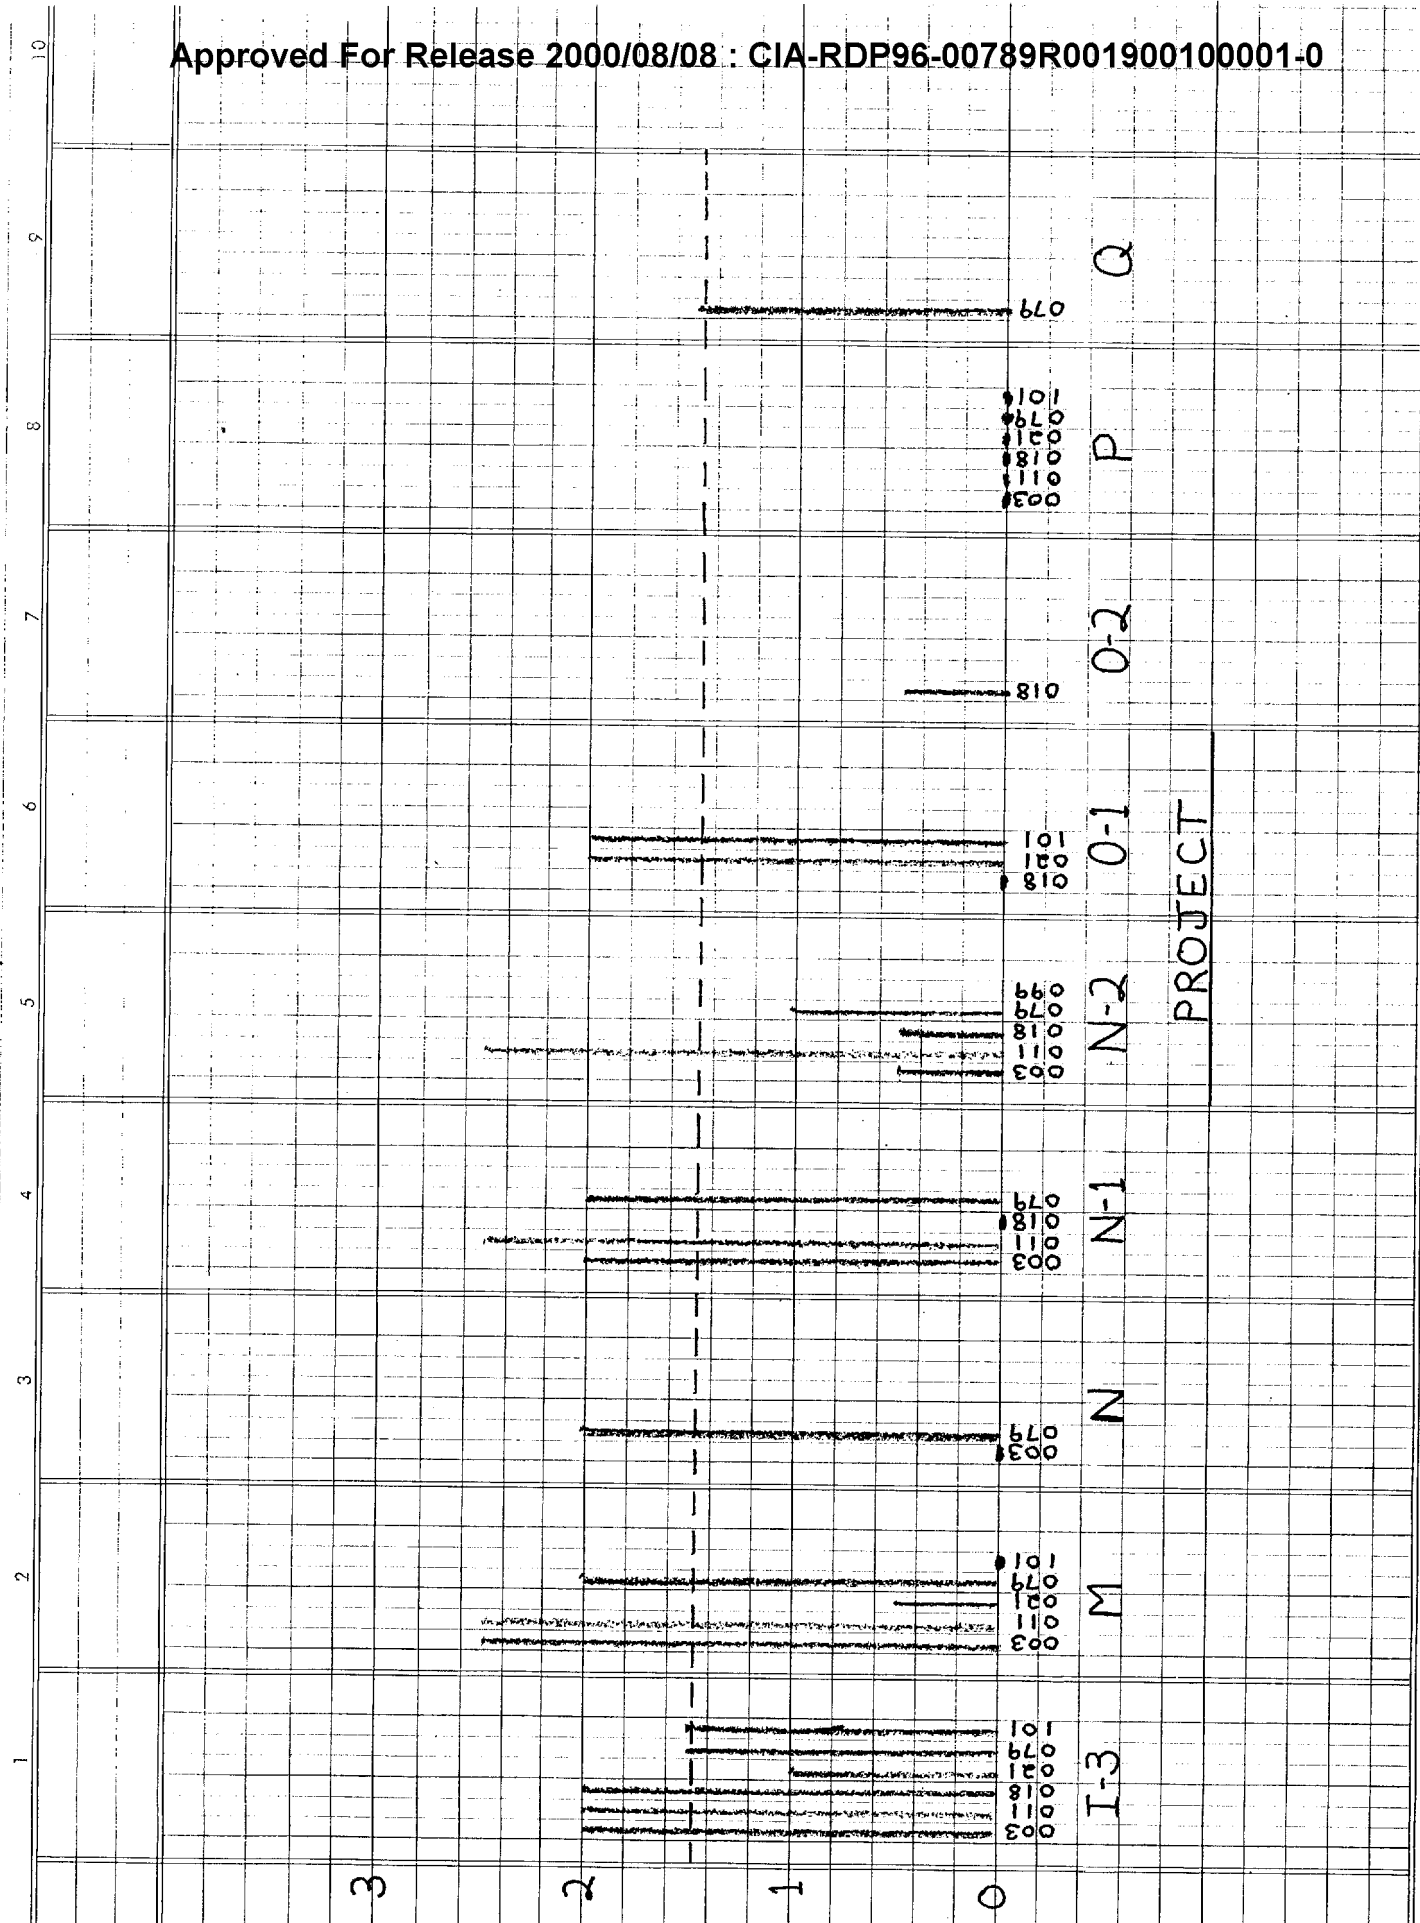 Approved For Release 2000/08/08 : CIA-RDP96-00789R001900100001-0
1 2 3 4 5 6 7 8 9 10
3
2
1
0
003 011 018 021 079 101
003 011 021 079 101
003 079
003 011 018 079
003 011 018 079 099
018 021 101
018
003 011 018 021 079 101
079
I-3 M N N-1 N-2 O-1 O-2 P Q
PROJECT